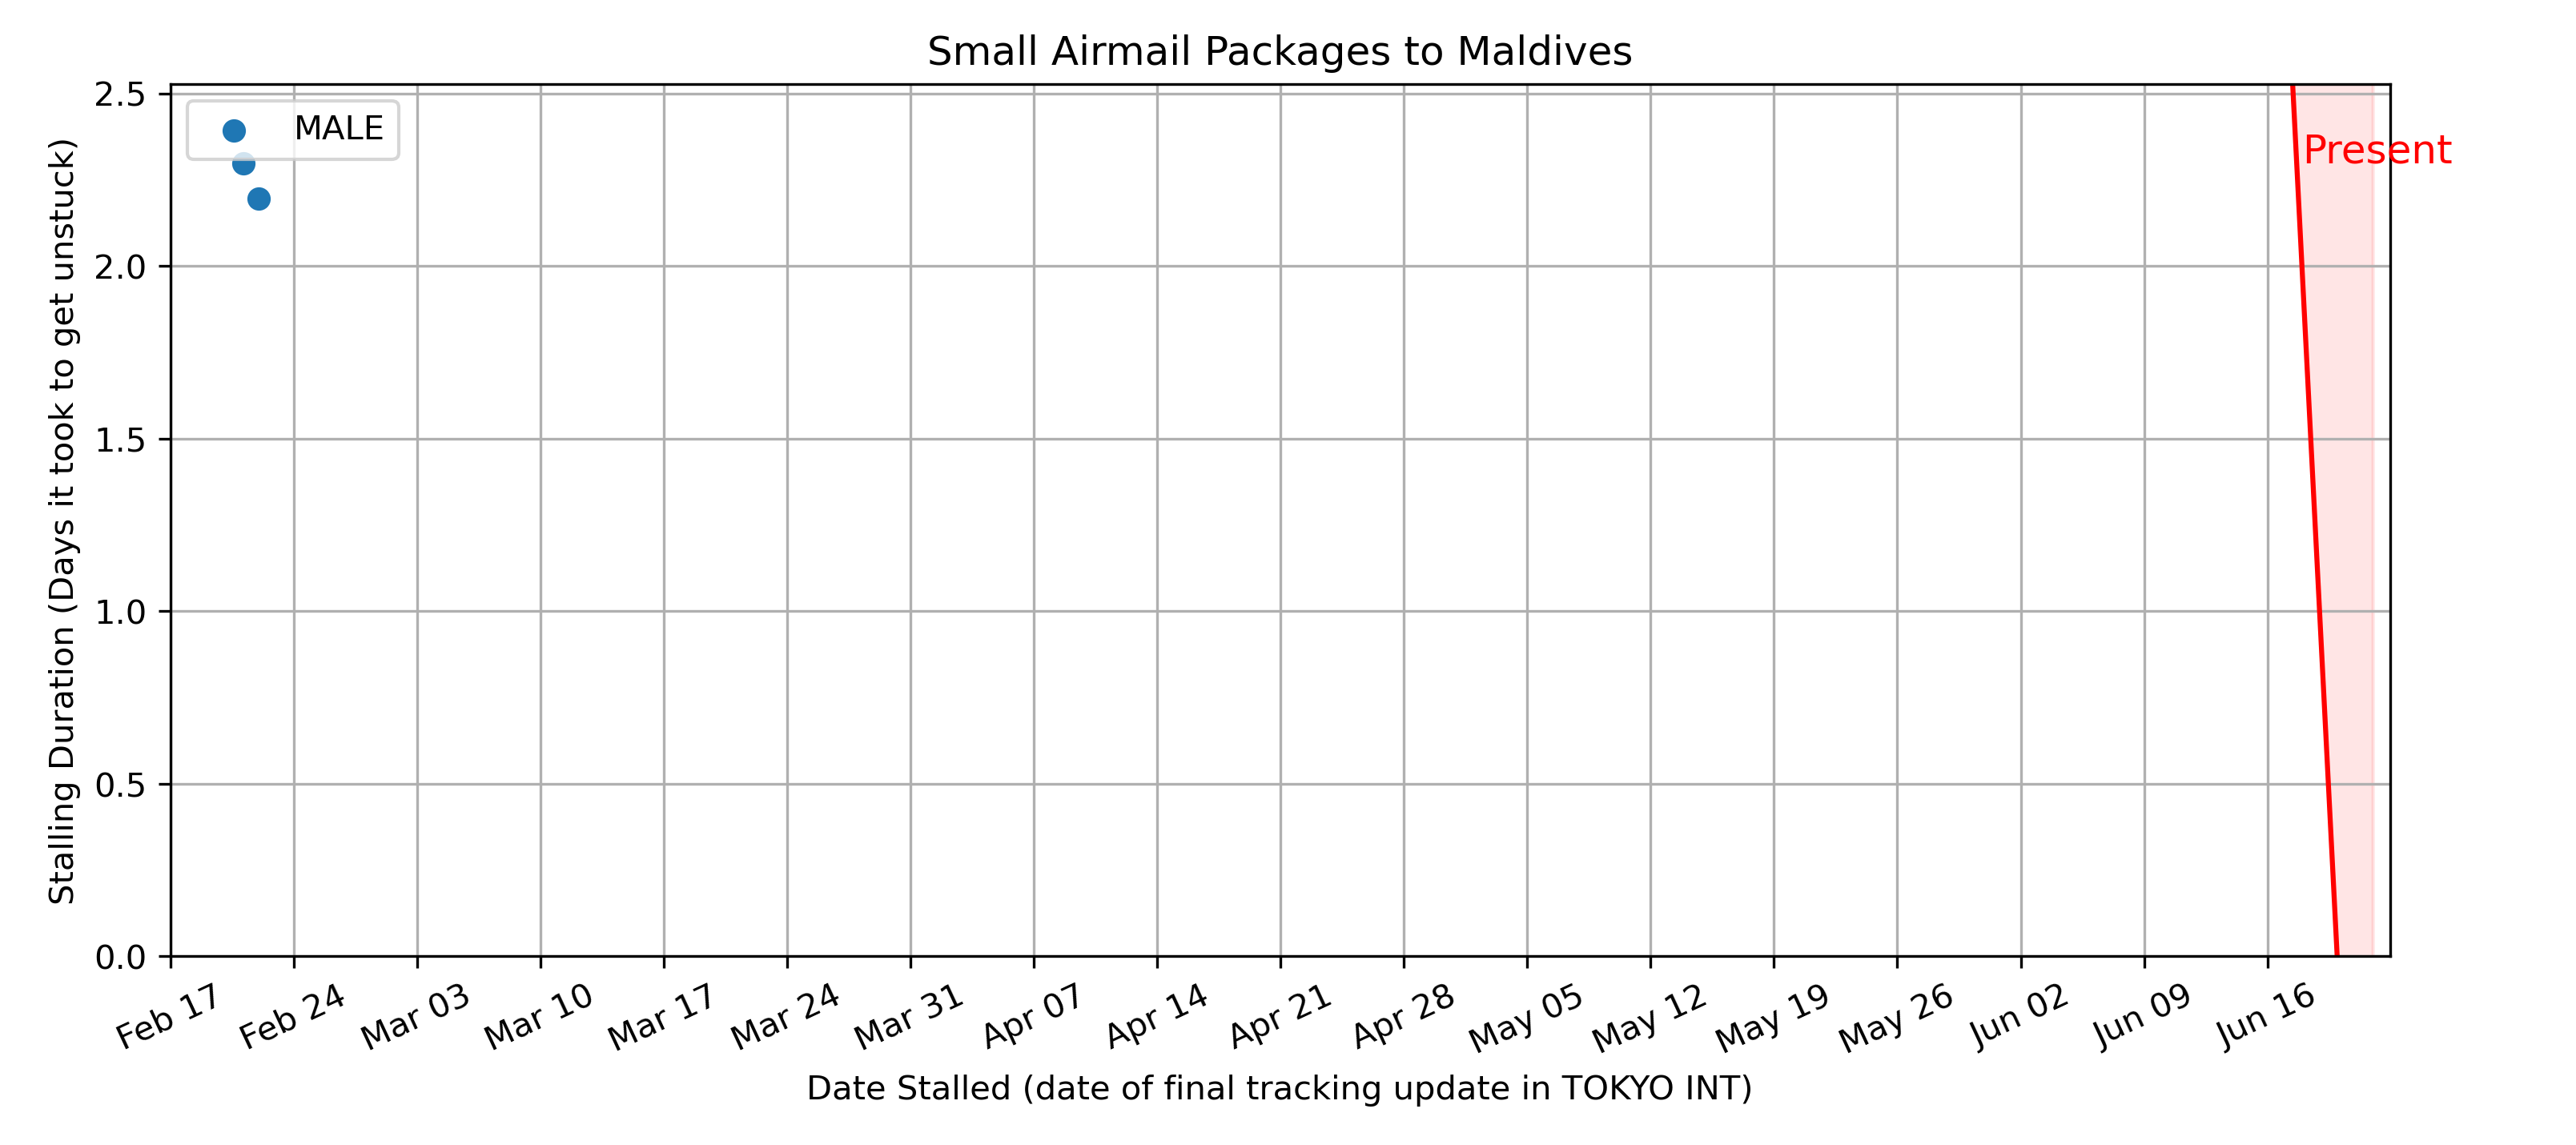 Small Airmail Packages to Maldives
MALE
Present
Stalling Duration (Days it took to get unstuck)
2.5
2.0
1.5
1.0
0.5
0.0
Feb 17 Feb 24 Mar 03 Mar 10 Mar 17 Mar 24 Mar 31 Apr 07 Apr 14 Apr 21 Apr 28 May 05 May 12 May 19 May 26 Jun 02 Jun 09 Jun 16
Date Stalled (date of final tracking update in TOKYO INT)